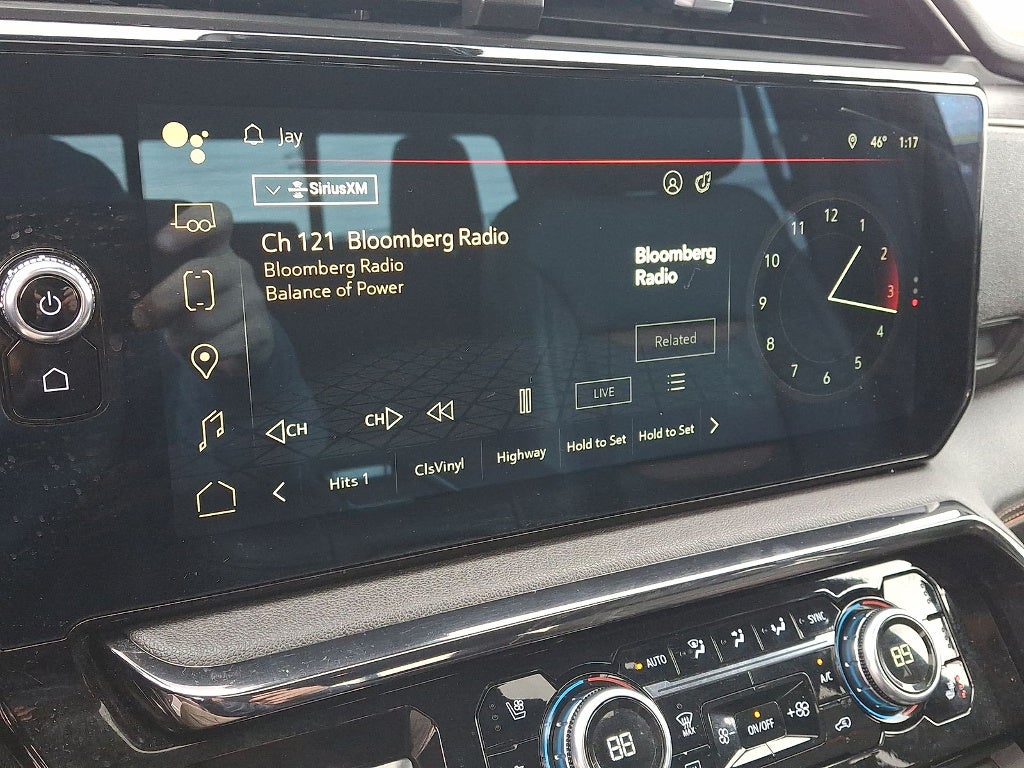 Jay
46° 1:17
SiriusXM
Ch 121 Bloomberg Radio
Bloomberg Radio
Balance of Power
Bloomberg
Radio
Related
12
1
2
3
4
5
6
7
8
9
10
11
CH
CH
LIVE
Hits 1
ClsVinyl
Highway
Hold to Set
Hold to Set
AUTO
SYNC
A/C
MAX
ON/OFF